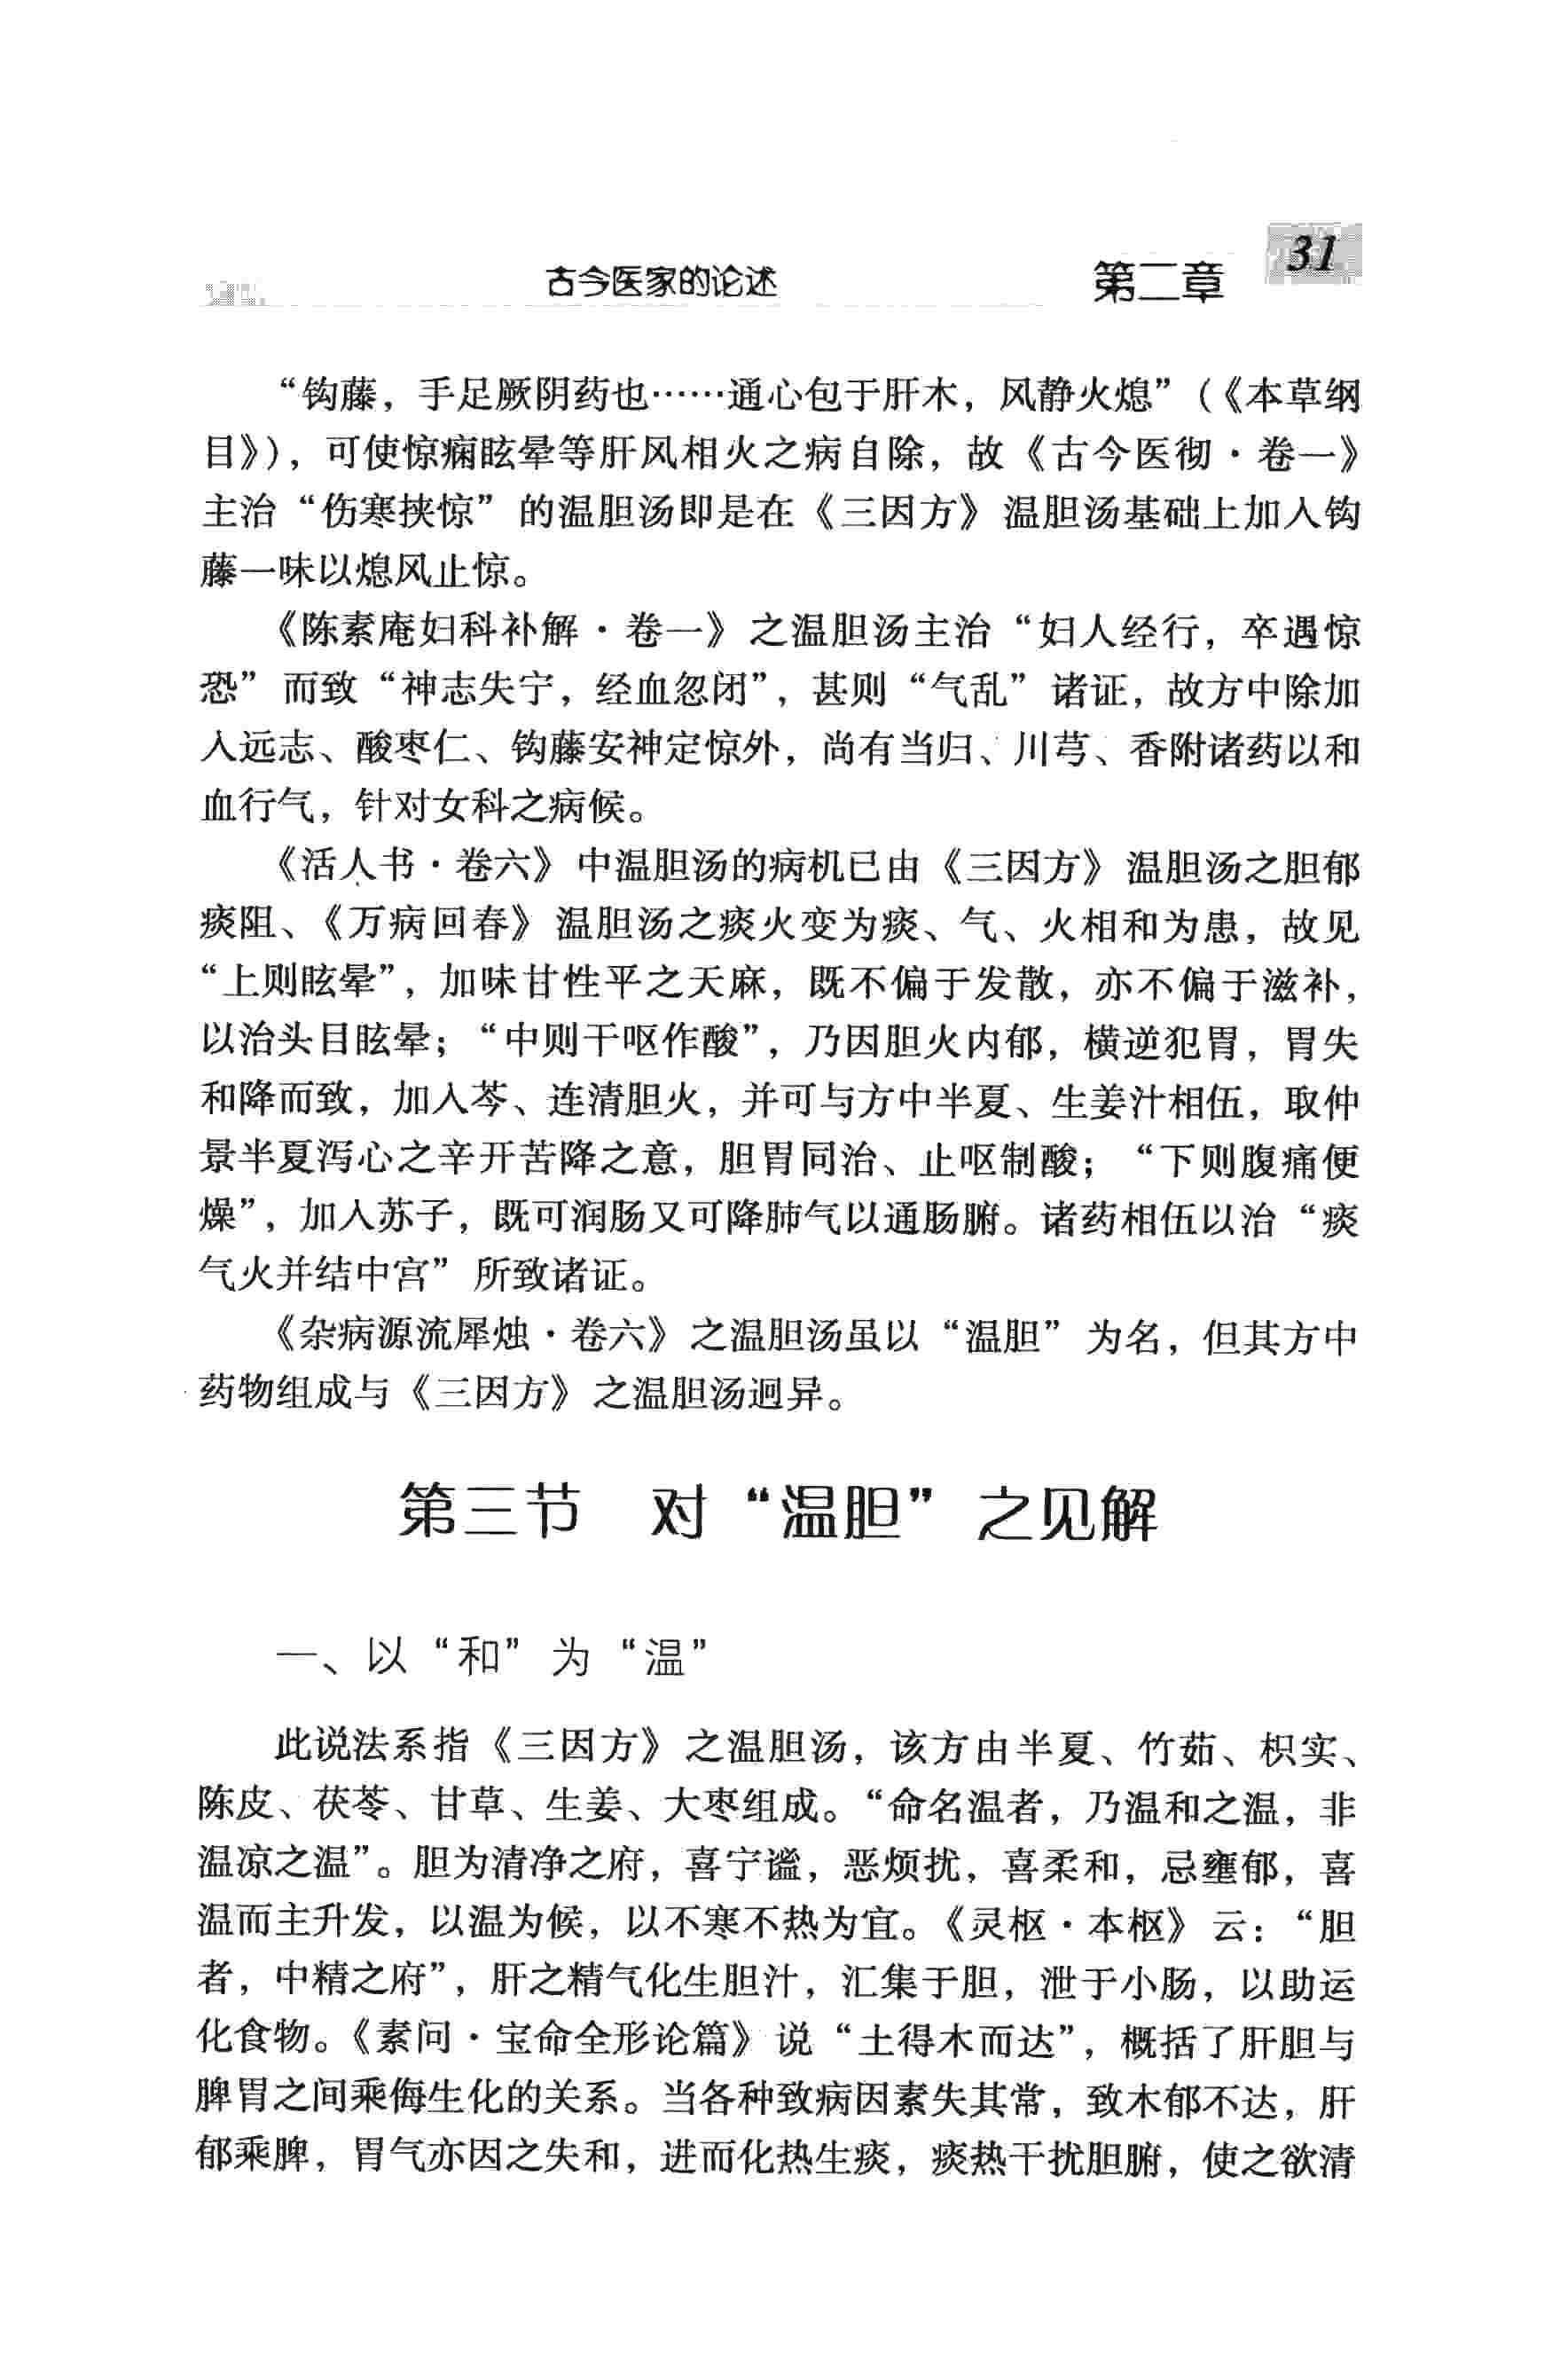 古今医家的论述 第二章 31
“钩藤，手足厥阴药也……通心包于肝木，风静火熄”（《本草纲
目》），可使惊痫眩晕等肝风相火之病自除，故《古今医彻·卷一》
主治“伤寒挟惊”的温胆汤即是在《三因方》温胆汤基础上加入钩
藤一味以熄风止惊。
《陈素庵妇科补解·卷一》之温胆汤主治“妇人经行，卒遇惊
恐”而致“神志失宁，经血忽闭”，甚则“气乱”诸证，故方中除加
入远志、酸枣仁、钩藤安神定惊外，尚有当归、川芎、香附诸药以和
血行气，针对女科之病候。
《活人书·卷六》中温胆汤的病机已由《三因方》温胆汤之胆郁
痰阻、《万病回春》温胆汤之痰火变为痰、气、火相和为患，故见
“上则眩晕”，加味甘性平之天麻，既不偏于发散，亦不偏于滋补，
以治头目眩晕；“中则干呕作酸”，乃因胆火内郁，横逆犯胃，胃失
和降而致，加入芩、连清胆火，并可与方中半夏、生姜汁相伍，取仲
景半夏泻心之辛开苦降之意，胆胃同治、止呕制酸；“下则腹痛便
燥”，加入苏子，既可润肠又可降肺气以通肠腑。诸药相伍以治“痰
气火并结中宫”所致诸证。
《杂病源流犀烛·卷六》之温胆汤虽以“温胆”为名，但其方中
药物组成与《三因方》之温胆汤迥异。
第三节 对“温胆”之见解
一、以“和”为“温”
此说法系指《三因方》之温胆汤，该方由半夏、竹茹、枳实、
陈皮、茯苓、甘草、生姜、大枣组成。“命名温者，乃温和之温，非
温凉之温”。胆为清净之府，喜宁谧，恶烦扰，喜柔和，忌壅郁，喜
温而主升发，以温为候，以不寒不热为宜。《灵枢·本枢》云：“胆
者，中精之府”，肝之精气化生胆汁，汇集于胆，泄于小肠，以助运
化食物。《素问·宝命全形论篇》说“土得木而达”，概括了肝胆与
脾胃之间乘侮生化的关系。当各种致病因素失其常，致木郁不达，肝
郁乘脾，胃气亦因之失和，进而化热生痰，痰热干扰胆腑，使之欲清